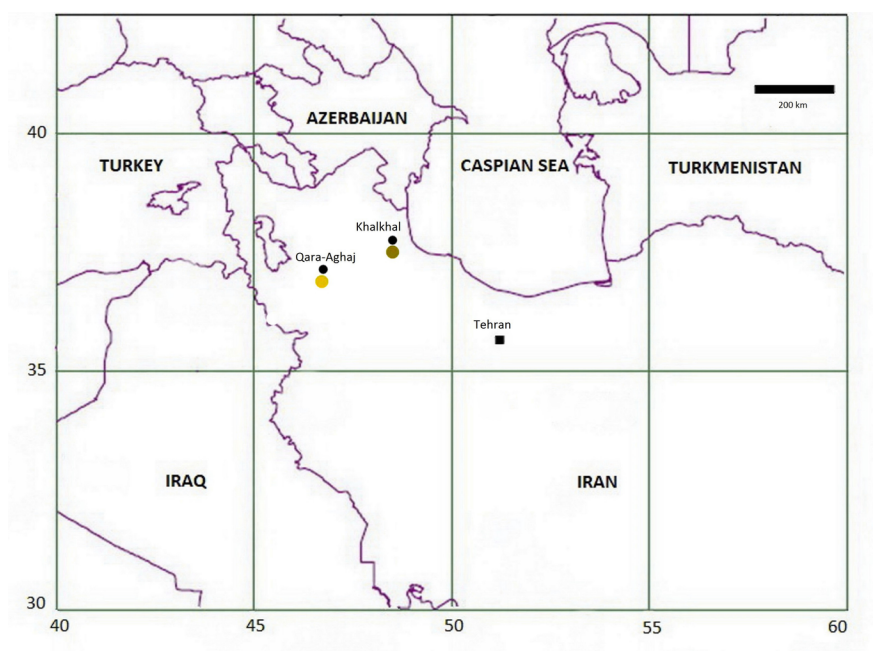 200 km
AZERBAIJAN
40
TURKEY
CASPIAN SEA
TURKMENISTAN
Khalkhal
Qara-Aghaj
Tehran
35
IRAQ
IRAN
30
40
45
50
55
60